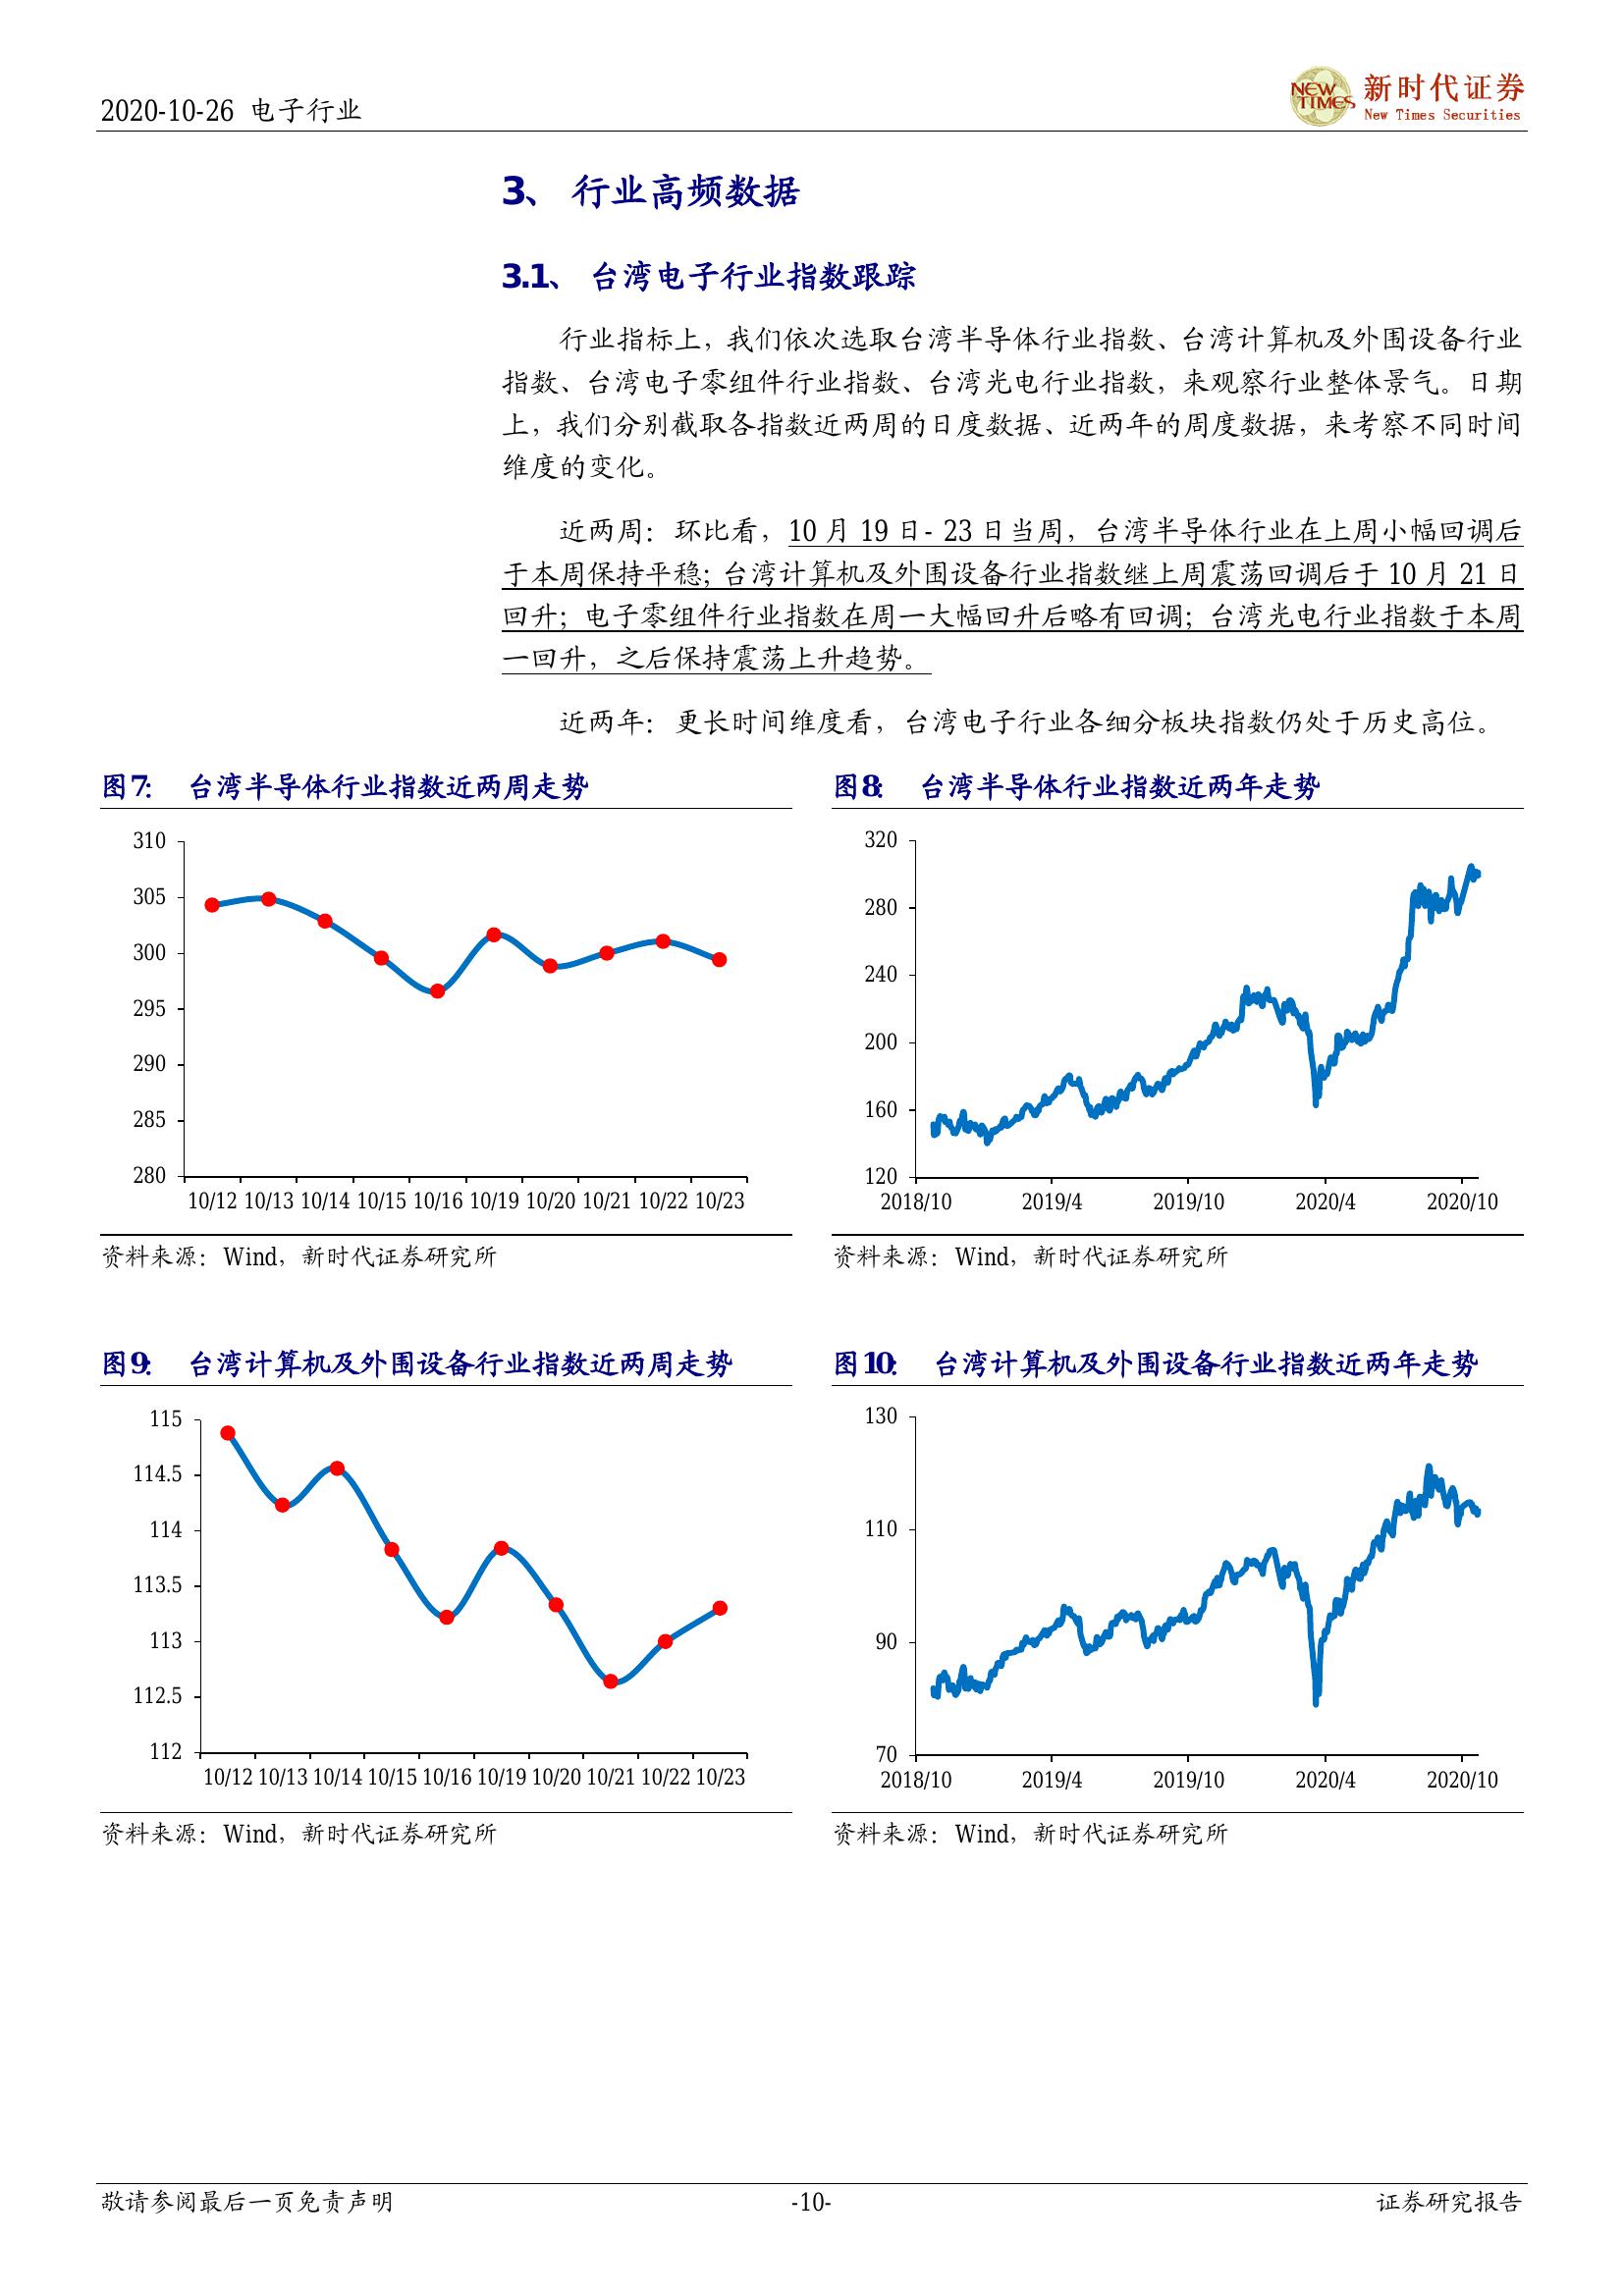 2020-10-26 电子行业
NEW TIMES 新时代证券
New Times Securities
3、 行业高频数据
3.1、 台湾电子行业指数跟踪
行业指标上，我们依次选取台湾半导体行业指数、台湾计算机及外围设备行业
指数、台湾电子零组件行业指数、台湾光电行业指数，来观察行业整体景气。日期
上，我们分别截取各指数近两周的日度数据、近两年的周度数据，来考察不同时间
维度的变化。
近两周：环比看，10 月 19 日- 23 日当周，台湾半导体行业在上周小幅回调后
于本周保持平稳；台湾计算机及外围设备行业指数继上周震荡回调后于 10 月 21 日
回升；电子零组件行业指数在周一大幅回升后略有回调；台湾光电行业指数于本周
一回升，之后保持震荡上升趋势。
近两年：更长时间维度看，台湾电子行业各细分板块指数仍处于历史高位。
图7： 台湾半导体行业指数近两周走势
310
305
300
295
290
285
280
10/12 10/13 10/14 10/15 10/16 10/19 10/20 10/21 10/22 10/23
资料来源：Wind，新时代证券研究所
图8： 台湾半导体行业指数近两年走势
320
280
240
200
160
120
2018/10 2019/4 2019/10 2020/4 2020/10
资料来源：Wind，新时代证券研究所
图9： 台湾计算机及外围设备行业指数近两周走势
115
114.5
114
113.5
113
112.5
112
10/12 10/13 10/14 10/15 10/16 10/19 10/20 10/21 10/22 10/23
资料来源：Wind，新时代证券研究所
图10： 台湾计算机及外围设备行业指数近两年走势
130
110
90
70
2018/10 2019/4 2019/10 2020/4 2020/10
资料来源：Wind，新时代证券研究所
敬请参阅最后一页免责声明 -10- 证券研究报告